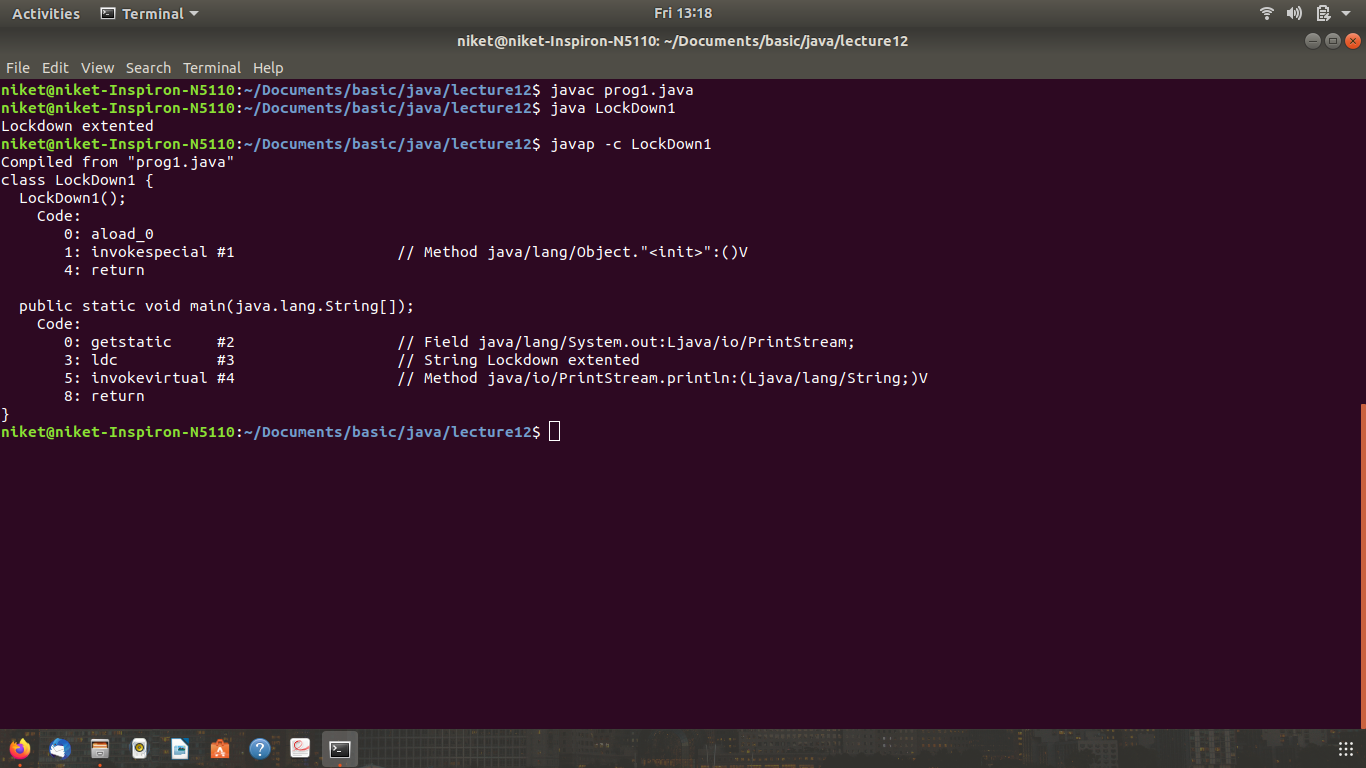 Activities Terminal Fri 13:18
niket@niket-Inspiron-N5110: ~/Documents/basic/java/lecture12
File Edit View Search Terminal Help
niket@niket-Inspiron-N5110:~/Documents/basic/java/lecture12$ javac prog1.java
niket@niket-Inspiron-N5110:~/Documents/basic/java/lecture12$ java LockDown1
Lockdown extented
niket@niket-Inspiron-N5110:~/Documents/basic/java/lecture12$ javap -c LockDown1
Compiled from "prog1.java"
class LockDown1 {
  LockDown1();
    Code:
       0: aload_0
       1: invokespecial #1                  // Method java/lang/Object."<init>":()V
       4: return

  public static void main(java.lang.String[]);
    Code:
       0: getstatic     #2                  // Field java/lang/System.out:Ljava/io/PrintStream;
       3: ldc           #3                  // String Lockdown extented
       5: invokevirtual #4                  // Method java/io/PrintStream.println:(Ljava/lang/String;)V
       8: return
}
niket@niket-Inspiron-N5110:~/Documents/basic/java/lecture12$